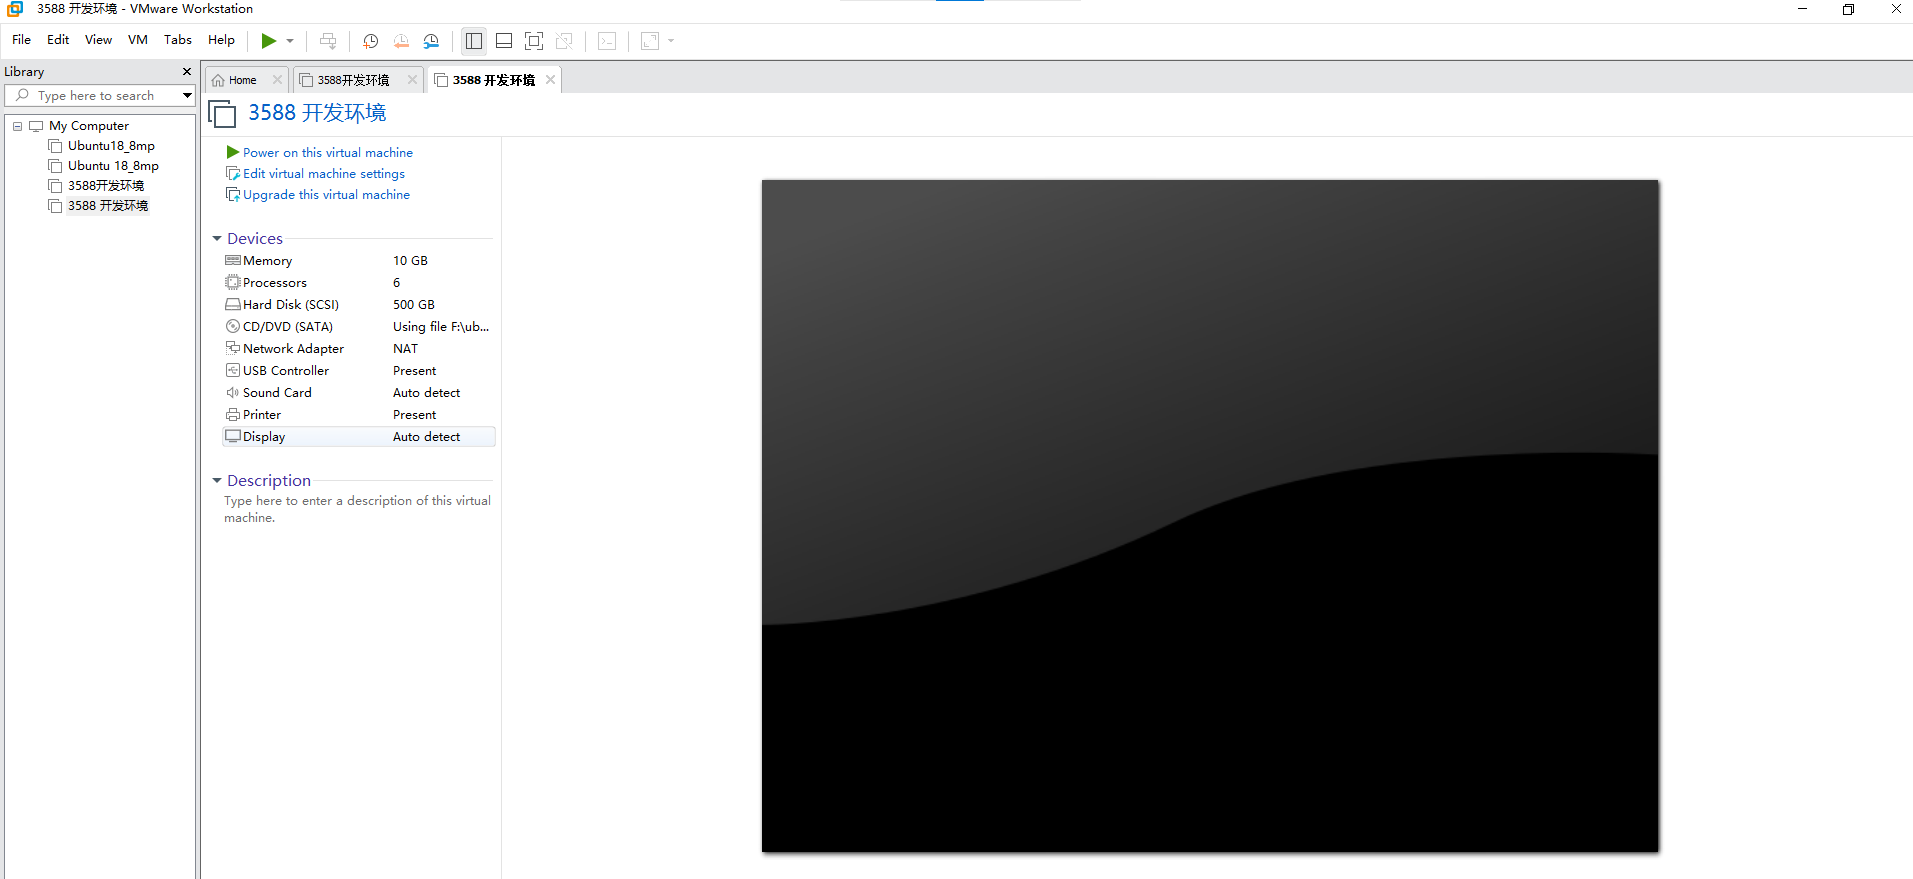 3588 开发环境 - VMware Workstation
File Edit View VM Tabs Help
Library
Type here to search
My Computer
Ubuntu18_8mp
Ubuntu 18_8mp
3588开发环境
3588 开发环境
Home 3588开发环境 3588 开发环境
3588 开发环境
Power on this virtual machine
Edit virtual machine settings
Upgrade this virtual machine
Devices
Memory 10 GB
Processors 6
Hard Disk (SCSI) 500 GB
CD/DVD (SATA) Using file F:\ub...
Network Adapter NAT
USB Controller Present
Sound Card Auto detect
Printer Present
Display Auto detect
Description
Type here to enter a description of this virtual
machine.